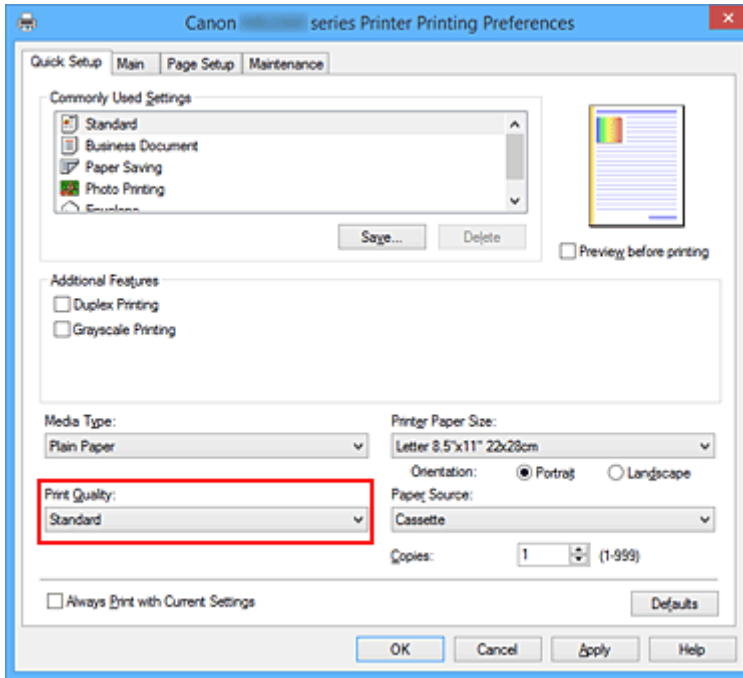 Canon series Printer Printing Preferences
Quick Setup Main Page Setup Maintenance
Commonly Used Settings
Standard
Business Document
Paper Saving
Photo Printing
Envelope
Save... Delete
Preview before printing
Additional Features
Duplex Printing
Grayscale Printing
Media Type: Printer Paper Size:
Plain Paper Letter 8.5"x11" 22x28cm
Orientation: Portrait Landscape
Print Quality: Paper Source:
Standard Cassette
Copies: 1 (1-999)
Always Print with Current Settings Defaults
OK Cancel Apply Help